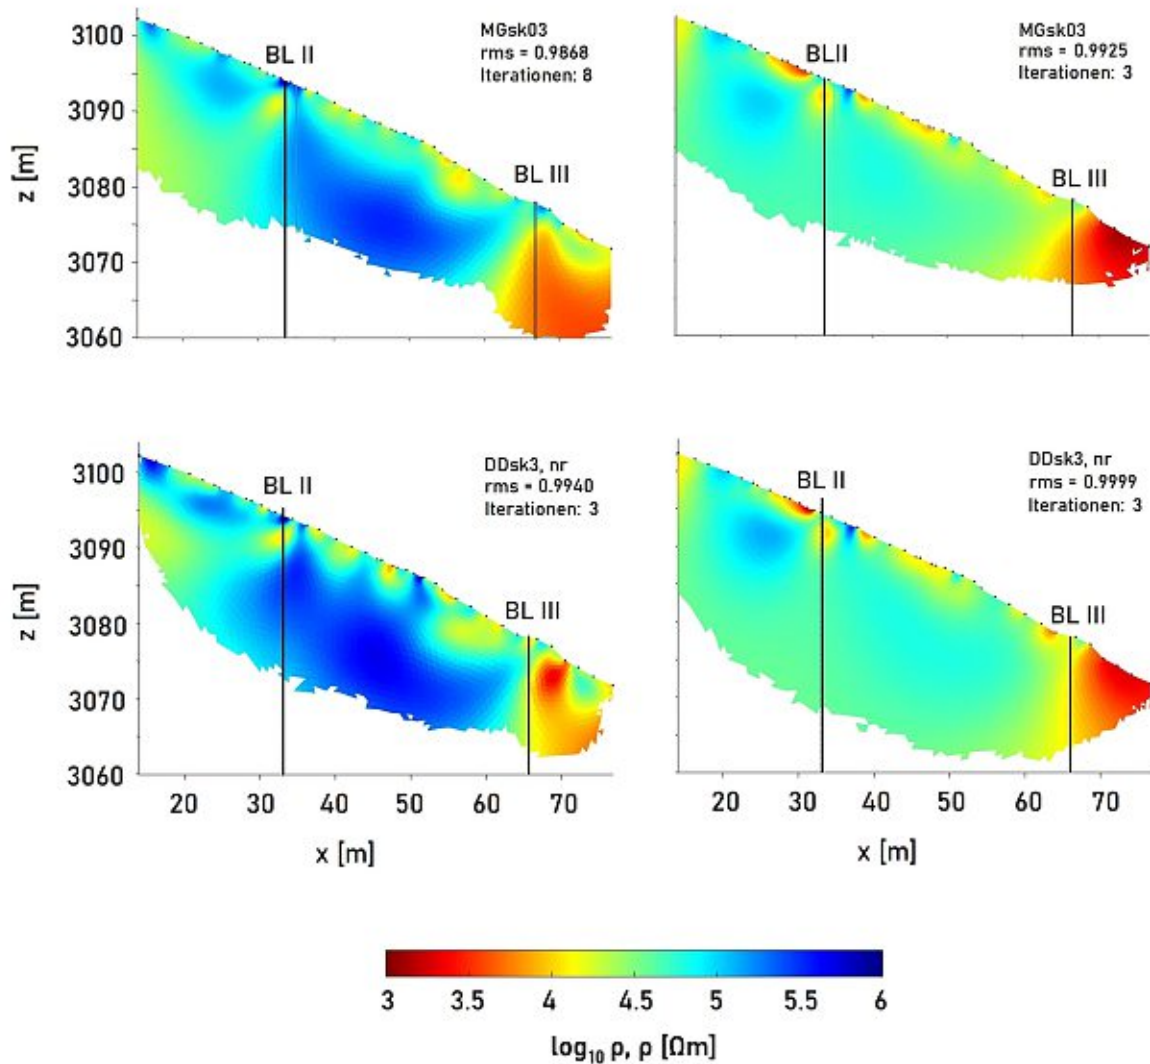 MGsk03
rms = 0.9868
Iterationen: 8
BL II
BL III
z [m]
3100
3090
3080
3070
3060
MGsk03
rms = 0.9925
Iterationen: 3
BLII
BL III
DDsk3, nr
rms = 0.9940
Iterationen: 3
BL II
BL III
z [m]
3100
3090
3080
3070
3060
20 30 40 50 60 70
x [m]
DDsk3, nr
rms = 0.9999
Iterationen: 3
BL II
BL III
20 30 40 50 60 70
x [m]
3 3.5 4 4.5 5 5.5 6
log₁₀ ρ, ρ [Ωm]